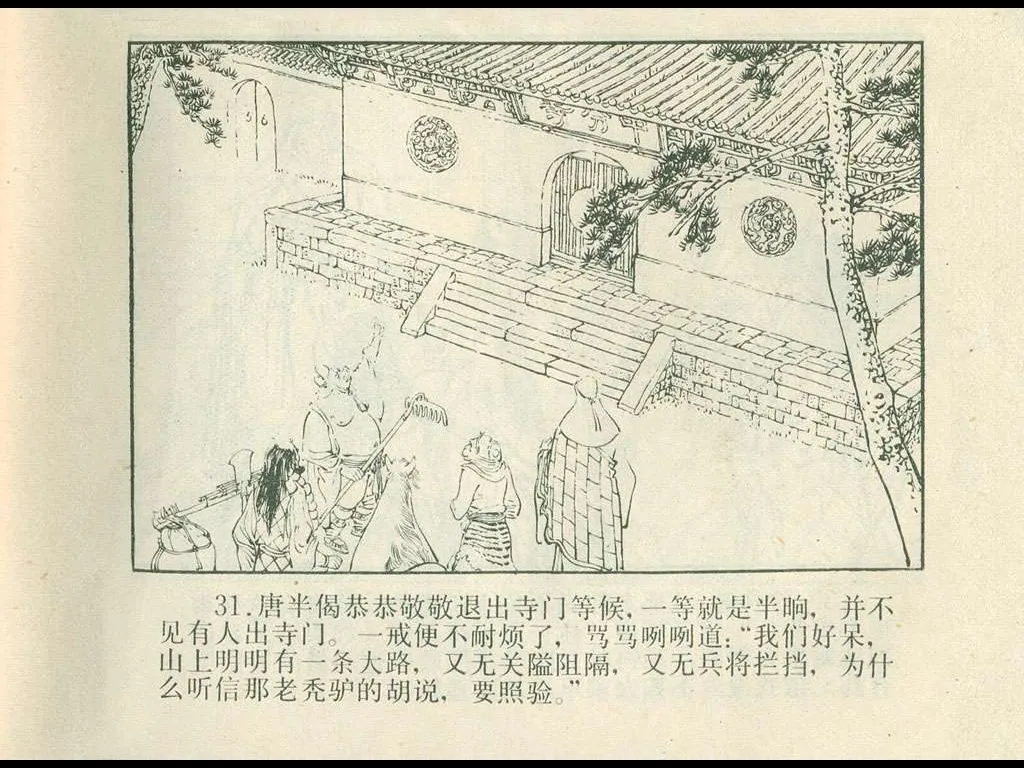 31.唐半偈恭恭敬敬退出寺门等候，一等就是半晌，并不
见有人出寺门。一戒便不耐烦了，骂骂咧咧道：“我们好呆，
山上明明有一条大路，又无关隘阻隔，又无兵将拦挡，为什
么听信那老秃驴的胡说，要照验。”